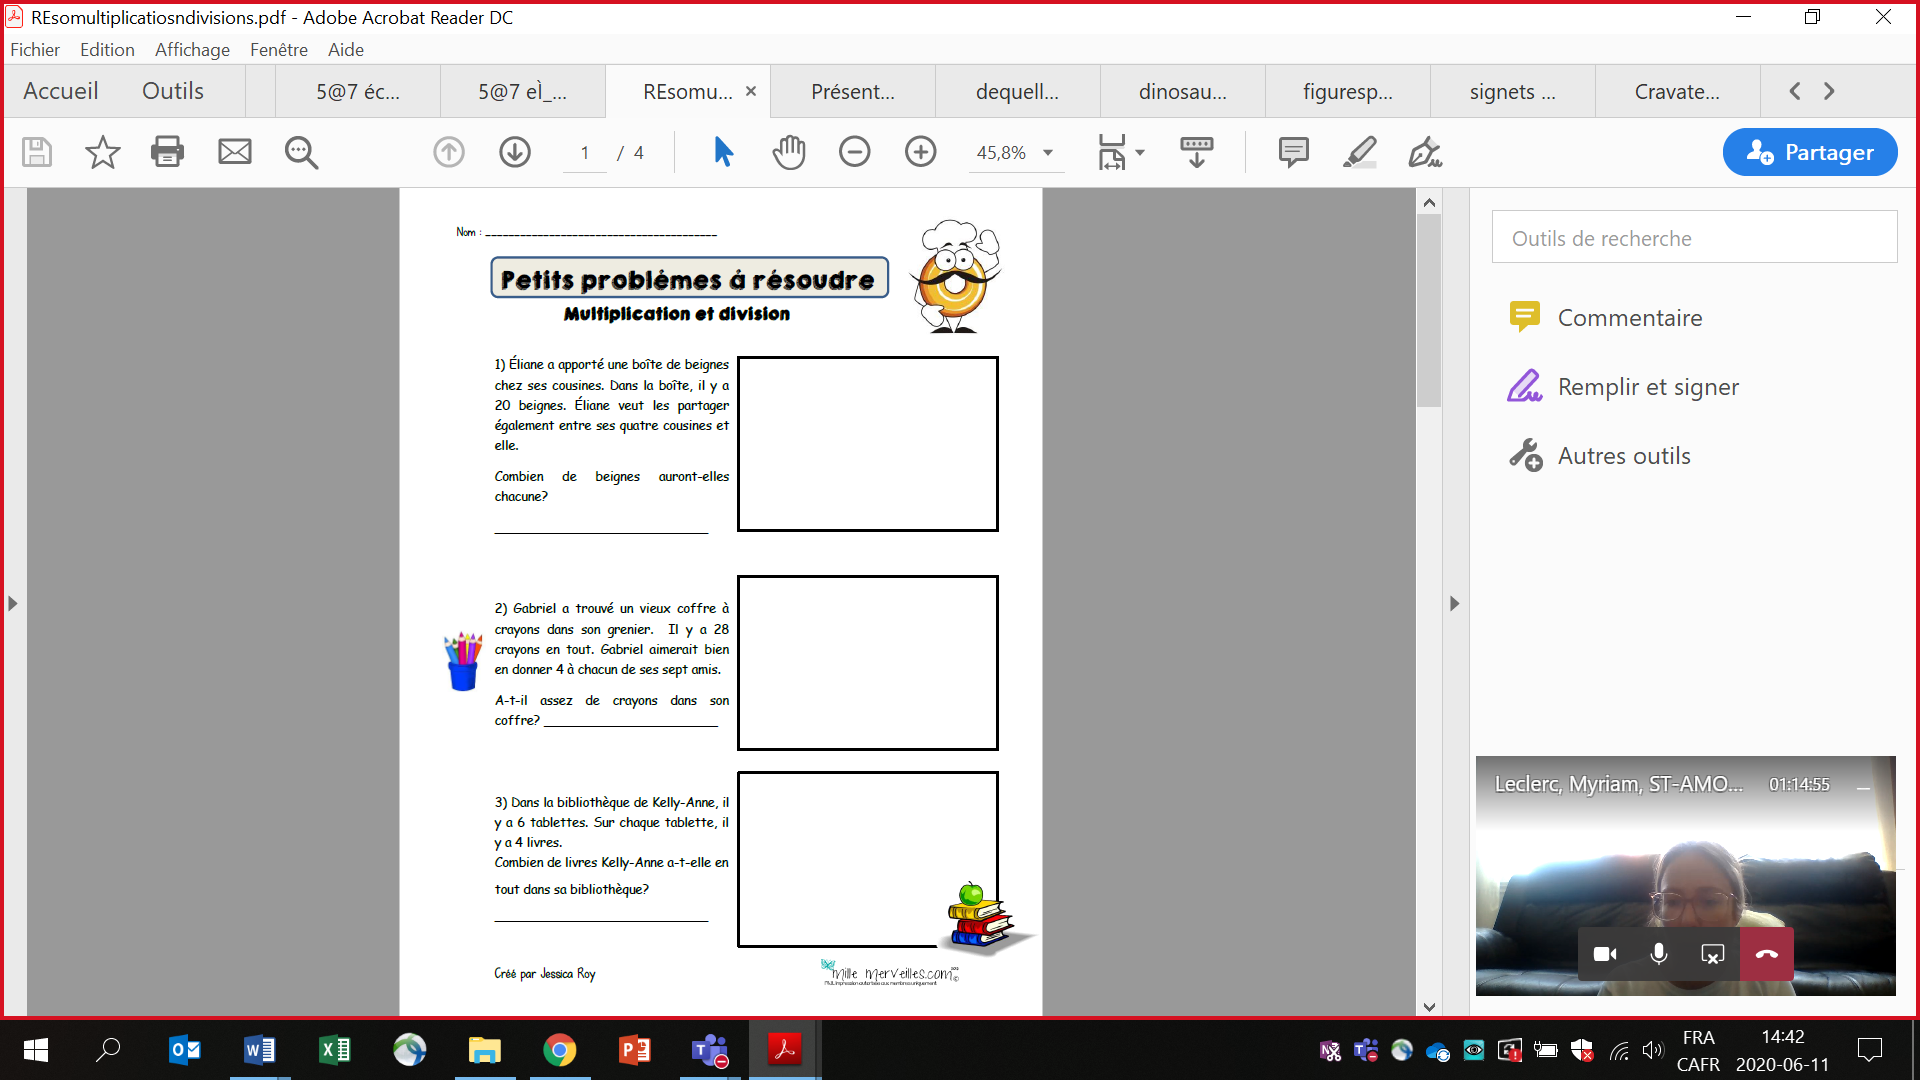 REsomultiplicatiosndivisions.pdf - Adobe Acrobat Reader DC
Fichier Edition Affichage Fenêtre Aide
Accueil Outils 5@7 éc... 5@7 eÌ_... REsomu... Présent... dequell... dinosau... figuresp... signets ... Cravate...
1 / 4 45,8% Partager
Nom : ________________________________________
Petits problèmes à résoudre
Multiplication et division
1) Éliane a apporté une boîte de beignes
chez ses cousines. Dans la boîte, il y a
20 beignes. Éliane veut les partager
également entre ses quatre cousines et
elle.
Combien de beignes auront-elles
chacune?
2) Gabriel a trouvé un vieux coffre à
crayons dans son grenier. Il y a 28
crayons en tout. Gabriel aimerait bien
en donner 4 à chacun de ses sept amis.
A-t-il assez de crayons dans son
coffre? ________________________
3) Dans la bibliothèque de Kelly-Anne, il
y a 6 tablettes. Sur chaque tablette, il
y a 4 livres.
Combien de livres Kelly-Anne a-t-elle en
tout dans sa bibliothèque?
Créé par Jessica Roy
Mille Merveilles.com
Outils de recherche
Commentaire
Remplir et signer
Autres outils
Leclerc, Myriam, ST-AMO... 01:14:55
FRA
CAFR
14:42
2020-06-11